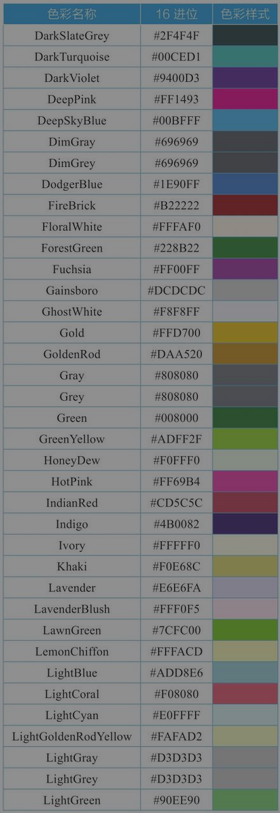 色彩名称 16 进位 色彩样式
DarkSlateGrey #2F4F4F
DarkTurquoise #00CED1
DarkViolet #9400D3
DeepPink #FF1493
DeepSkyBlue #00BFFF
DimGray #696969
DimGrey #696969
DodgerBlue #1E90FF
FireBrick #B22222
FloralWhite #FFFAF0
ForestGreen #228B22
Fuchsia #FF00FF
Gainsboro #DCDCDC
GhostWhite #F8F8FF
Gold #FFD700
GoldenRod #DAA520
Gray #808080
Grey #808080
Green #008000
GreenYellow #ADFF2F
HoneyDew #F0FFF0
HotPink #FF69B4
IndianRed #CD5C5C
Indigo #4B0082
Ivory #FFFFF0
Khaki #F0E68C
Lavender #E6E6FA
LavenderBlush #FFF0F5
LawnGreen #7CFC00
LemonChiffon #FFFACD
LightBlue #ADD8E6
LightCoral #F08080
LightCyan #E0FFFF
LightGoldenRodYellow #FAFAD2
LightGray #D3D3D3
LightGrey #D3D3D3
LightGreen #90EE90